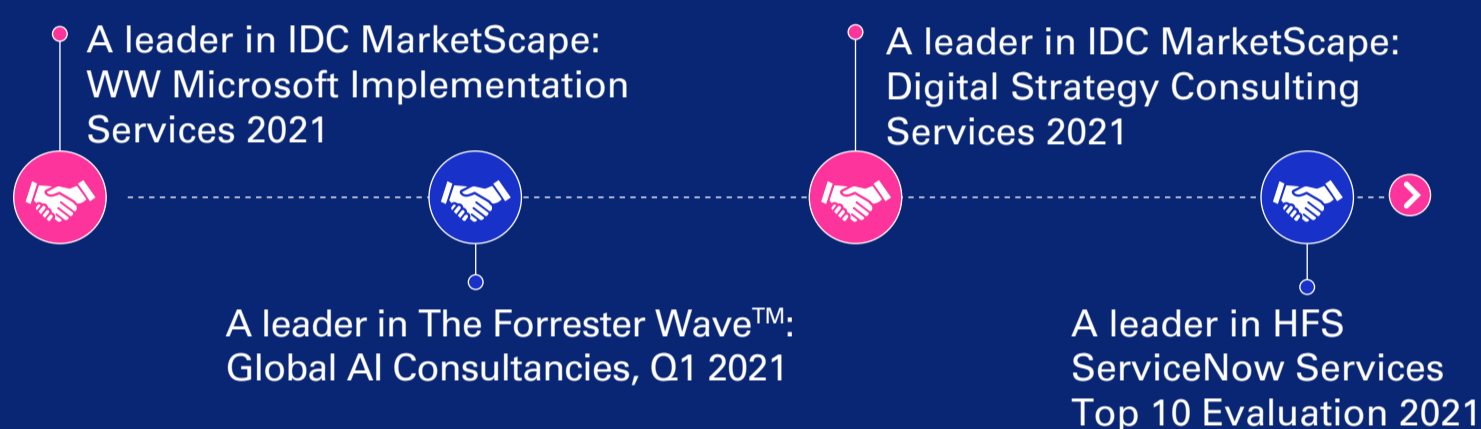 A leader in IDC MarketScape:
WW Microsoft Implementation
Services 2021
A leader in The Forrester Wave™:
Global AI Consultancies, Q1 2021
A leader in IDC MarketScape:
Digital Strategy Consulting
Services 2021
A leader in HFS
ServiceNow Services
Top 10 Evaluation 2021